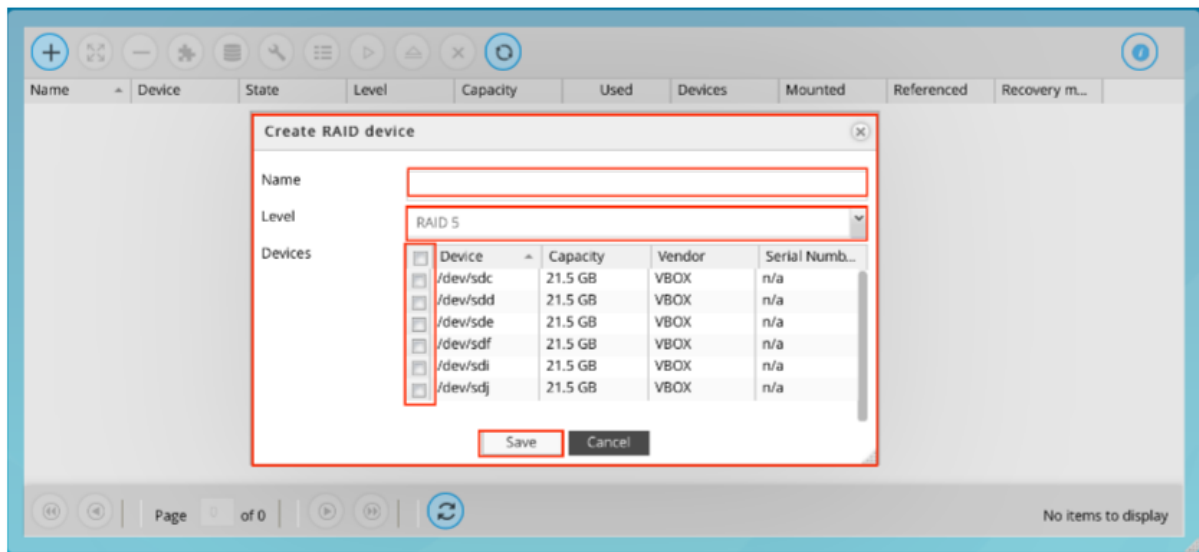 Name Device State Level Capacity Used Devices Mounted Referenced Recovery m...
Create RAID device
Name
Level RAID 5
Devices Device Capacity Vendor Serial Numb...
/dev/sdc 21.5 GB VBOX n/a
/dev/sdd 21.5 GB VBOX n/a
/dev/sde 21.5 GB VBOX n/a
/dev/sdf 21.5 GB VBOX n/a
/dev/sdi 21.5 GB VBOX n/a
/dev/sdj 21.5 GB VBOX n/a
Save Cancel
Page 0 of 0 No items to display